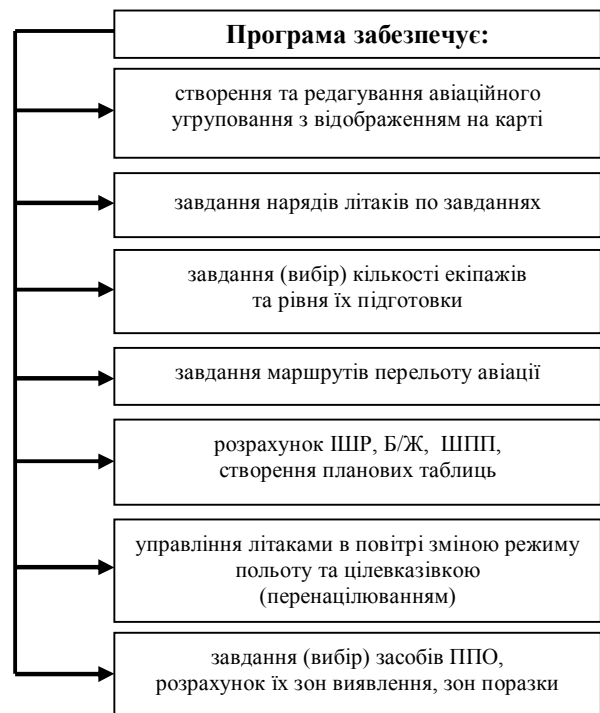 Програма забезпечує:
створення та редагування авіаційного
угруповання з відображенням на карті
завдання нарядів літаків по завданнях
завдання (вибір) кількості екіпажів
та рівня їх підготовки
завдання маршрутів перельоту авіації
розрахунок ІШР, Б/Ж, ШПП,
створення планових таблиць
управління літаками в повітрі зміною режиму
польоту та цілевказівкою
(перенацілюванням)
завдання (вибір) засобів ППО,
розрахунок їх зон виявлення, зон поразки